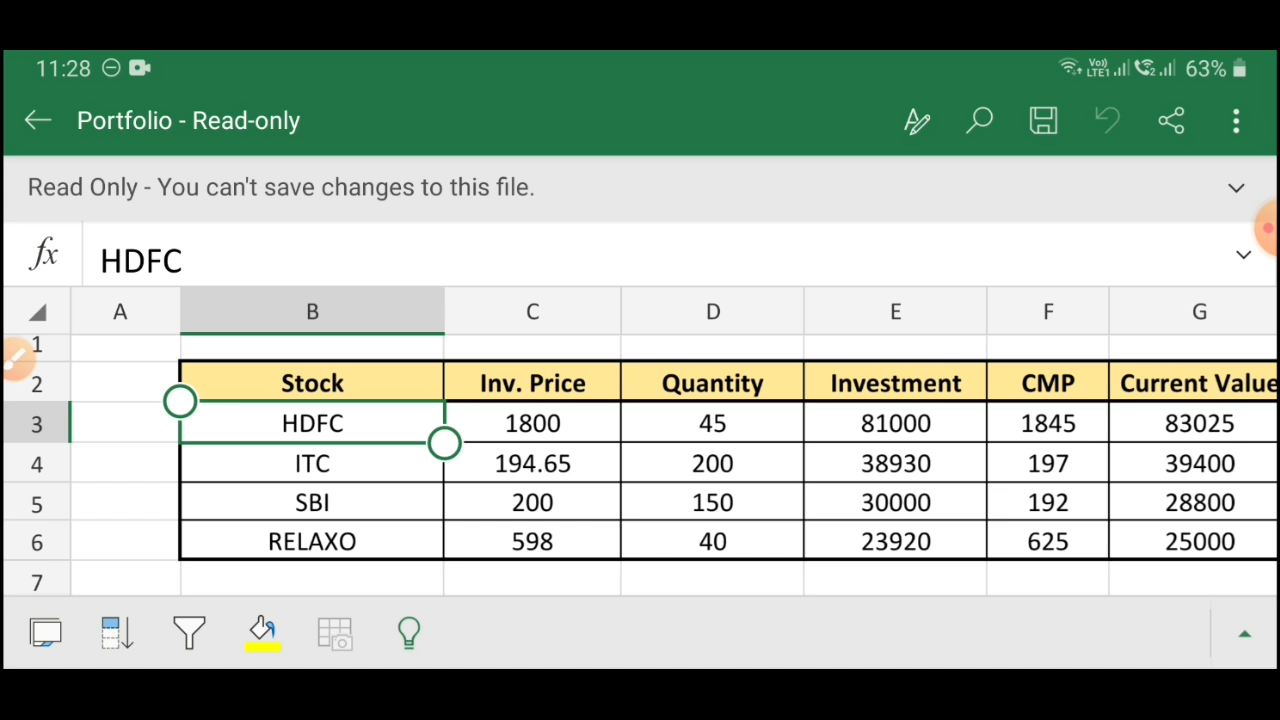 11:28 Vo)) LTE1 2 63%
Portfolio - Read-only
Read Only - You can't save changes to this file.
fx HDFC
A B C D E F G
1
2 Stock Inv. Price Quantity Investment CMP Current Value
3 HDFC 1800 45 81000 1845 83025
4 ITC 194.65 200 38930 197 39400
5 SBI 200 150 30000 192 28800
6 RELAXO 598 40 23920 625 25000
7